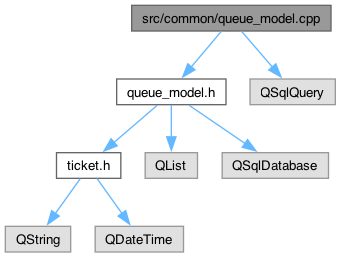 src/common/queue_model.cpp
queue_model.h
QSqlQuery
ticket.h
QList
QSqlDatabase
QString
QDateTime